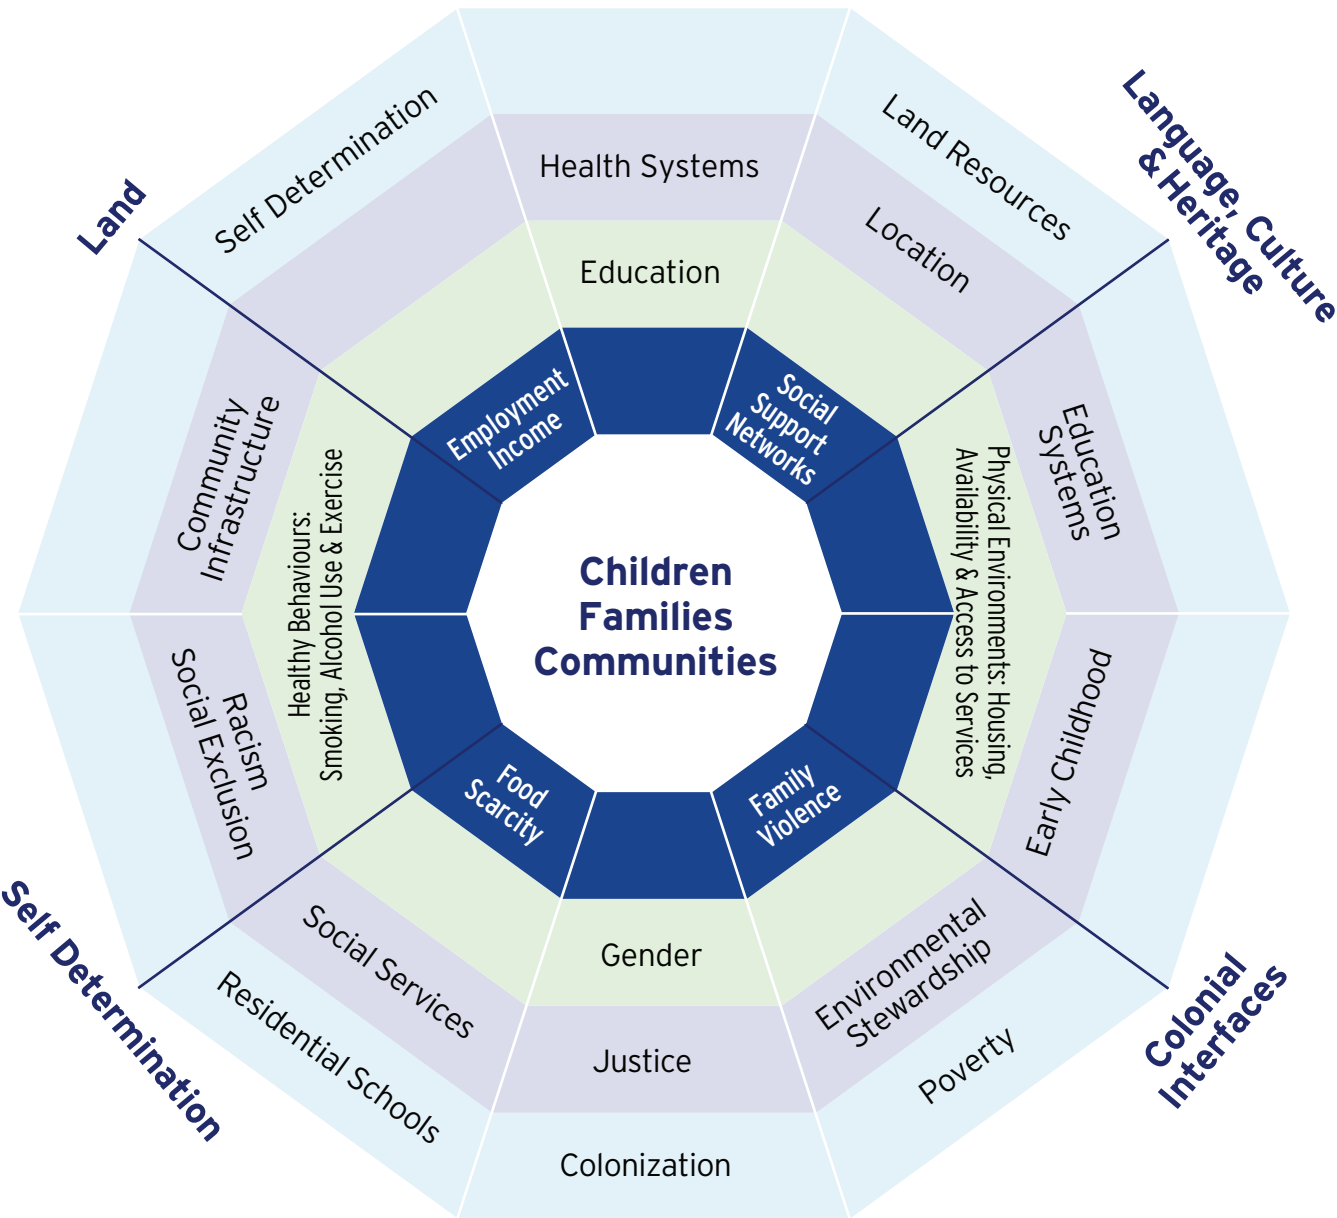 Land
Language, Culture
& Heritage
Self Determination
Land Resources
Health Systems
Location
Education
Employment
Income
Social
Support
Networks
Community
Infrastructure
Healthy Behaviours:
Smoking, Alcohol Use & Exercise
Physical Environments: Housing,
Availability & Access to Services
Education
Systems
Children
Families
Communities
Racism
Social Exclusion
Early Childhood
Food
Scarcity
Family
Violence
Social Services
Gender
Environmental
Stewardship
Residential Schools
Justice
Poverty
Colonization
Self Determination
Colonial
Interfaces